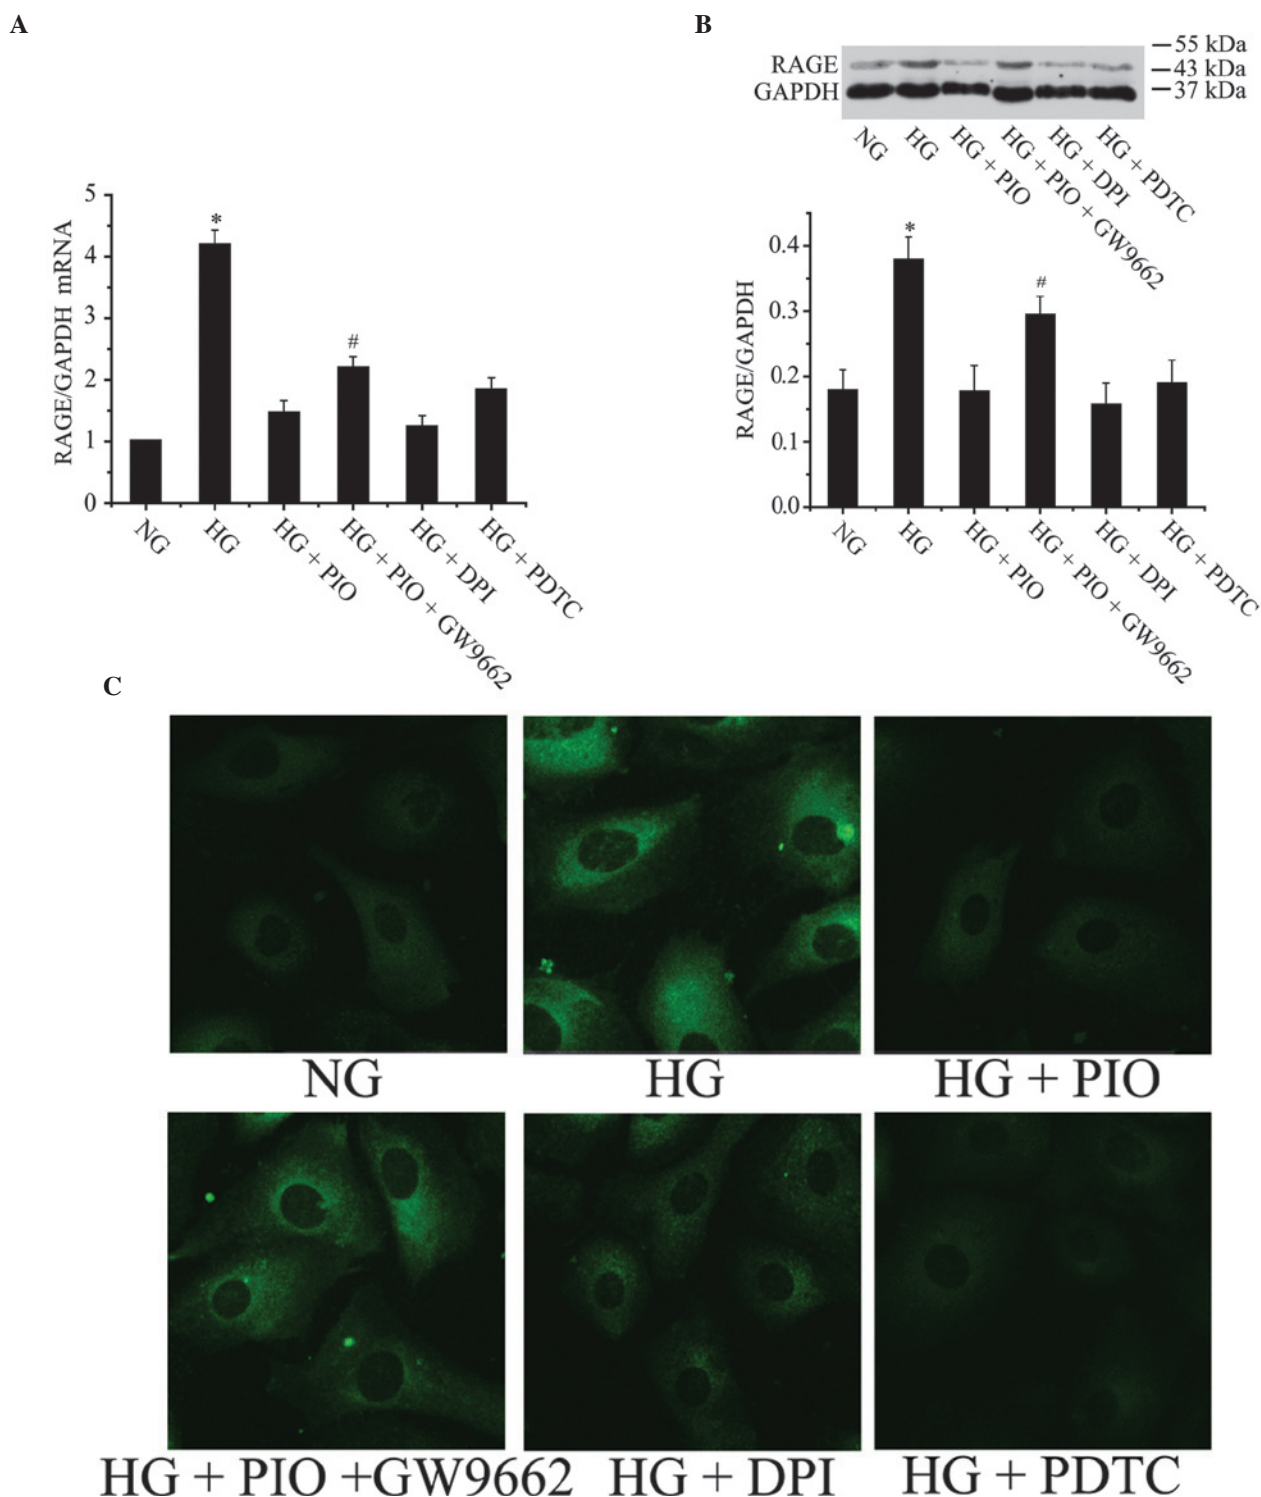 A
5
4
3
2
1
0
RAGE/GAPDH mRNA
*
#
NG
HG
HG + PIO
HG + PIO + GW9662
HG + DPI
HG + PDTC
B
RAGE
GAPDH
55 kDa
43 kDa
37 kDa
NG
HG
HG + PIO
HG + PIO + GW9662
HG + DPI
HG + PDTC
0.4
0.3
0.2
0.1
0.0
RAGE/GAPDH
*
#
NG
HG
HG + PIO
HG + PIO + GW9662
HG + DPI
HG + PDTC
C
NG
HG
HG + PIO
HG + PIO +GW9662
HG + DPI
HG + PDTC